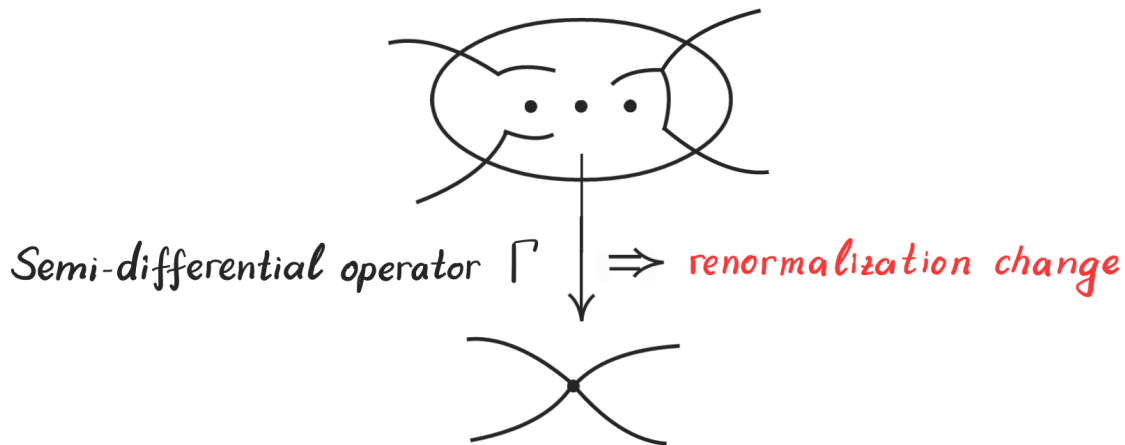 Semi-differential operator Γ ⇒ renormalization change